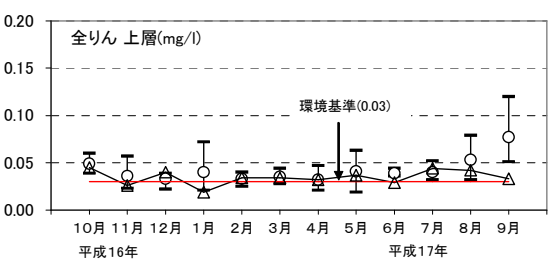 全りん 上層(mg/l)
0.20
0.15
0.10
0.05
0.00
環境基準(0.03)
10月 11月 12月 1月 2月 3月 4月 5月 6月 7月 8月 9月
平成16年 平成17年